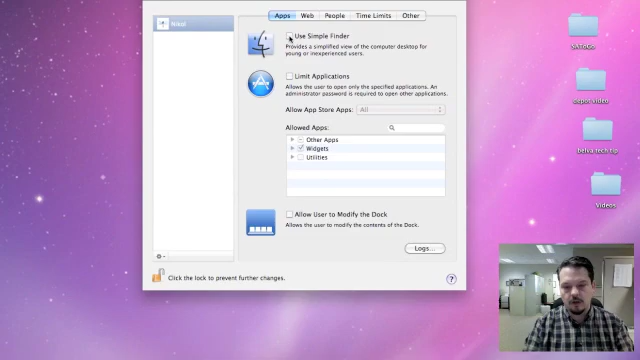 Apps Web People Time Limits Other
Nikol
Use Simple Finder
Provides a simplified view of the computer desktop for
young or inexperienced users.
Limit Applications
Allows the user to open only the specified applications. An
administrator password is required to open other applications.
Allow App Store Apps: All
Allowed Apps:
Other Apps
Widgets
Utilities
Allow User to Modify the Dock
Allows the user to modify the contents of the Dock.
Logs...
Click the lock to prevent further changes.
?
depor video
belva tech tip
Videos